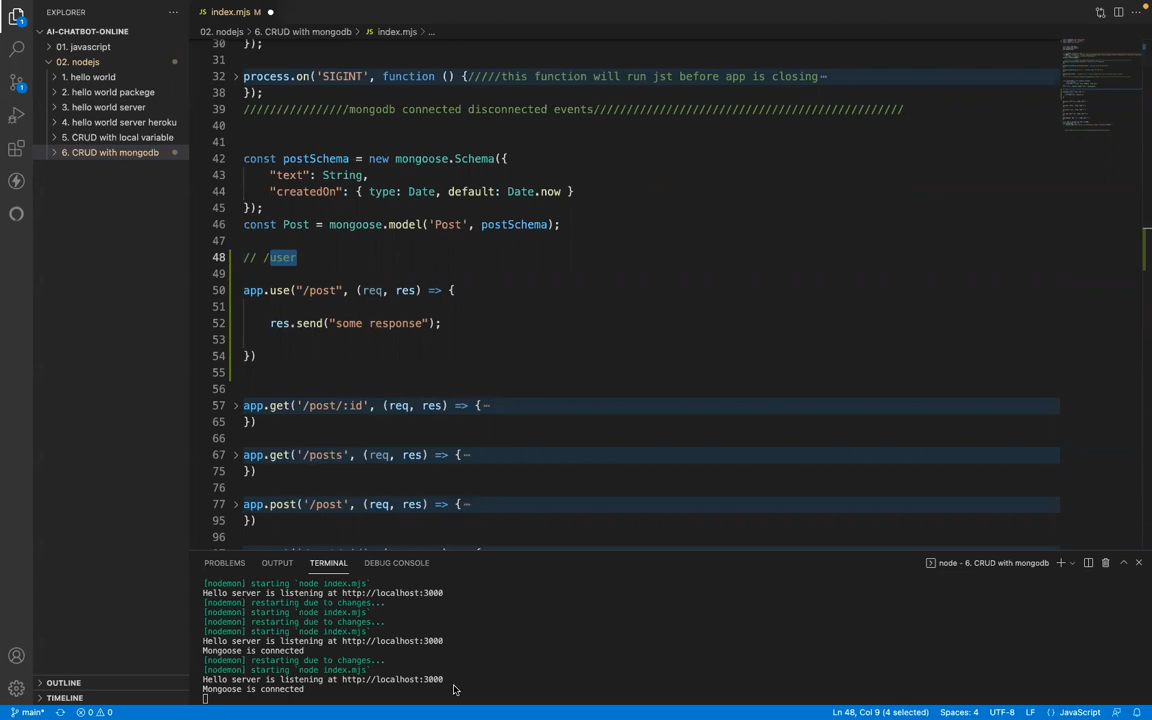 EXPLORER
index.mjs M
1
AI-CHATBOT-ONLINE
02. nodejs > 6. CRUD with mongodb > index.mjs > ...
01. javascript
02. nodejs
1. hello world
2. hello world packege
3. hello world server
4. hello world server heroku
5. CRUD with local variable
6. CRUD with mongodb
1
30 });
31
32 process.on('SIGINT', function () {/////this function will run jst before app is closing…
38 });
39 ////////////////mongodb connected disconnected events///////////////////////////////////////////////
40
41
42 const postSchema = new mongoose.Schema({
43 "text": String,
44 "createdOn": { type: Date, default: Date.now }
45 });
46 const Post = mongoose.model('Post', postSchema);
47
48 // /user
49
50 app.use("/post", (req, res) => {
51
52 res.send("some response");
53
54 })
55
56
57 app.get('/post/:id', (req, res) => {…
65 })
66
67 app.get('/posts', (req, res) => {…
75 })
76
77 app.post('/post', (req, res) => {…
95 })
96
PROBLEMS OUTPUT TERMINAL DEBUG CONSOLE
node - 6. CRUD with mongodb
[nodemon] starting `node index.mjs`
Hello server is listening at http://localhost:3000
[nodemon] restarting due to changes...
[nodemon] starting `node index.mjs`
[nodemon] restarting due to changes...
[nodemon] starting `node index.mjs`
Hello server is listening at http://localhost:3000
Mongoose is connected
[nodemon] restarting due to changes...
[nodemon] starting `node index.mjs`
Hello server is listening at http://localhost:3000
Mongoose is connected
OUTLINE
TIMELINE
main* 0 0
Ln 48, Col 9 (4 selected) Spaces: 4 UTF-8 LF JavaScript